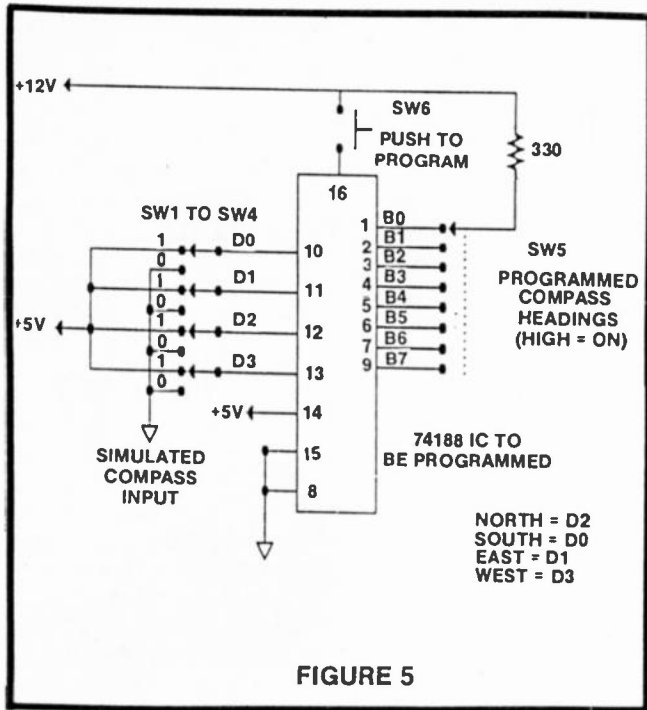 +12V
SW6
PUSH TO
PROGRAM
330
16
SW1 TO SW4
1 D0 10
0
1 D1 11
0
1 D2 12
0
1 D3 13
0
+5V
+5V 14
15
8
1 B0
2 B1
3 B2
4 B3
5 B4
6 B5
7 B6
9 B7
SW5
PROGRAMMED
COMPASS
HEADINGS
(HIGH = ON)
SIMULATED
COMPASS
INPUT
74188 IC TO
BE PROGRAMMED
NORTH = D2
SOUTH = D0
EAST = D1
WEST = D3
FIGURE 5